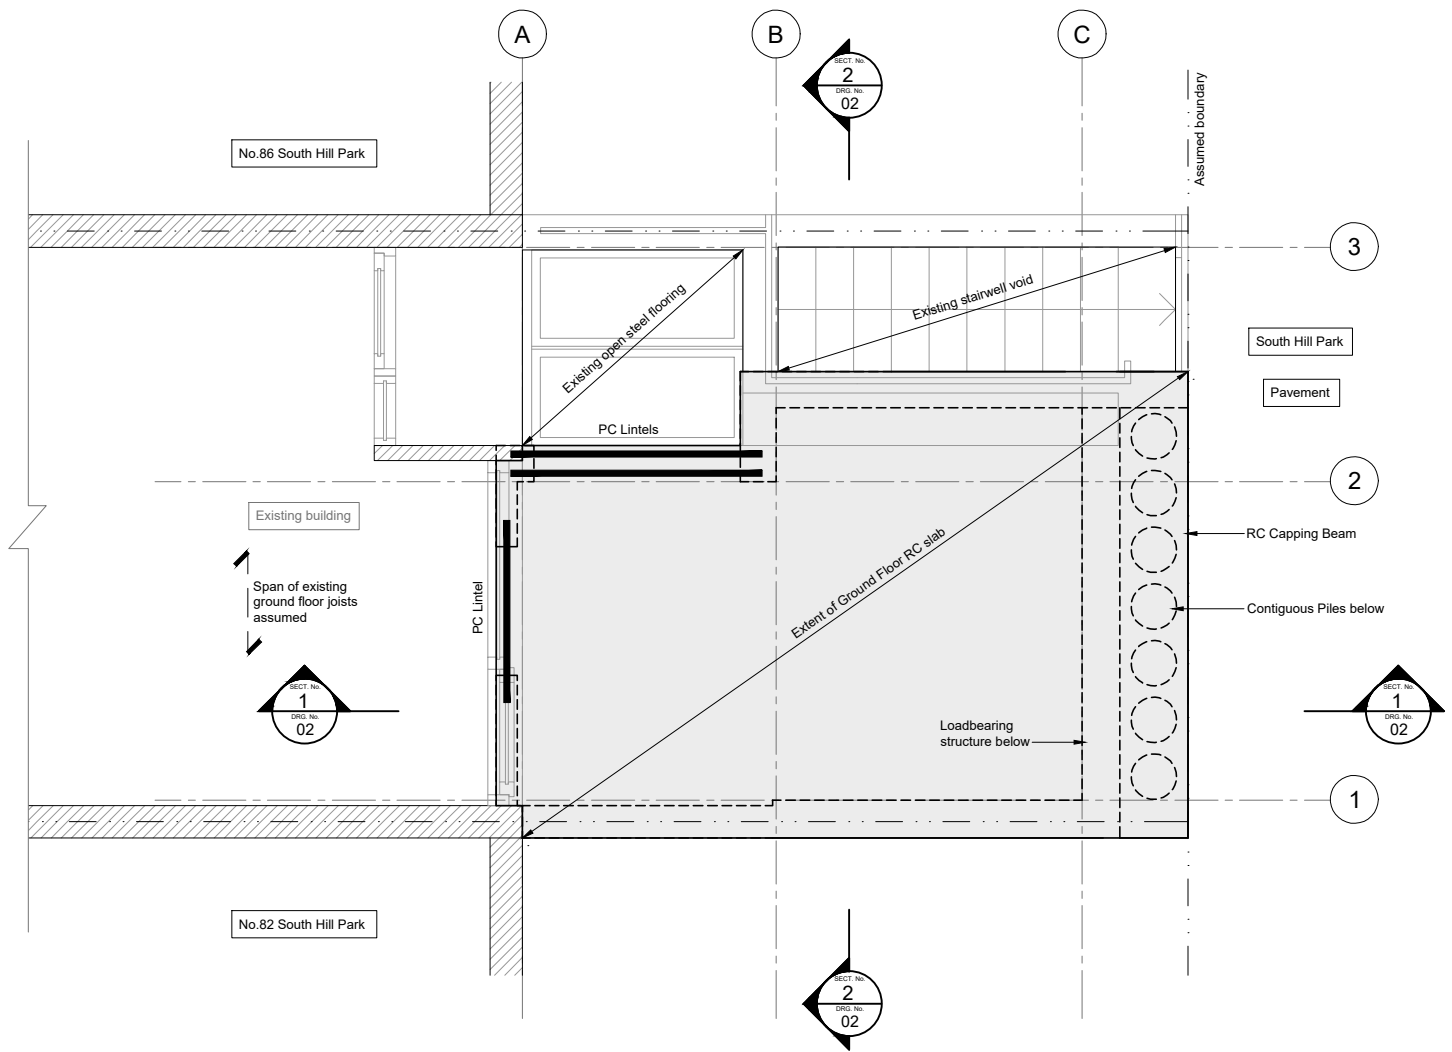 A
B
C
SECT. No.
2
DRG. No.
02
Assumed boundary
No.86 South Hill Park
3
Existing open steel flooring
Existing stairwell void
South Hill Park
Pavement
PC Lintels
2
Existing building
RC Capping Beam
Extent of Ground Floor RC slab
Span of existing
ground floor joists
assumed
PC Lintel
Contiguous Piles below
SECT. No.
1
DRG. No.
02
Loadbearing
structure below
SECT. No.
1
DRG. No.
02
1
No.82 South Hill Park
SECT. No.
2
DRG. No.
02